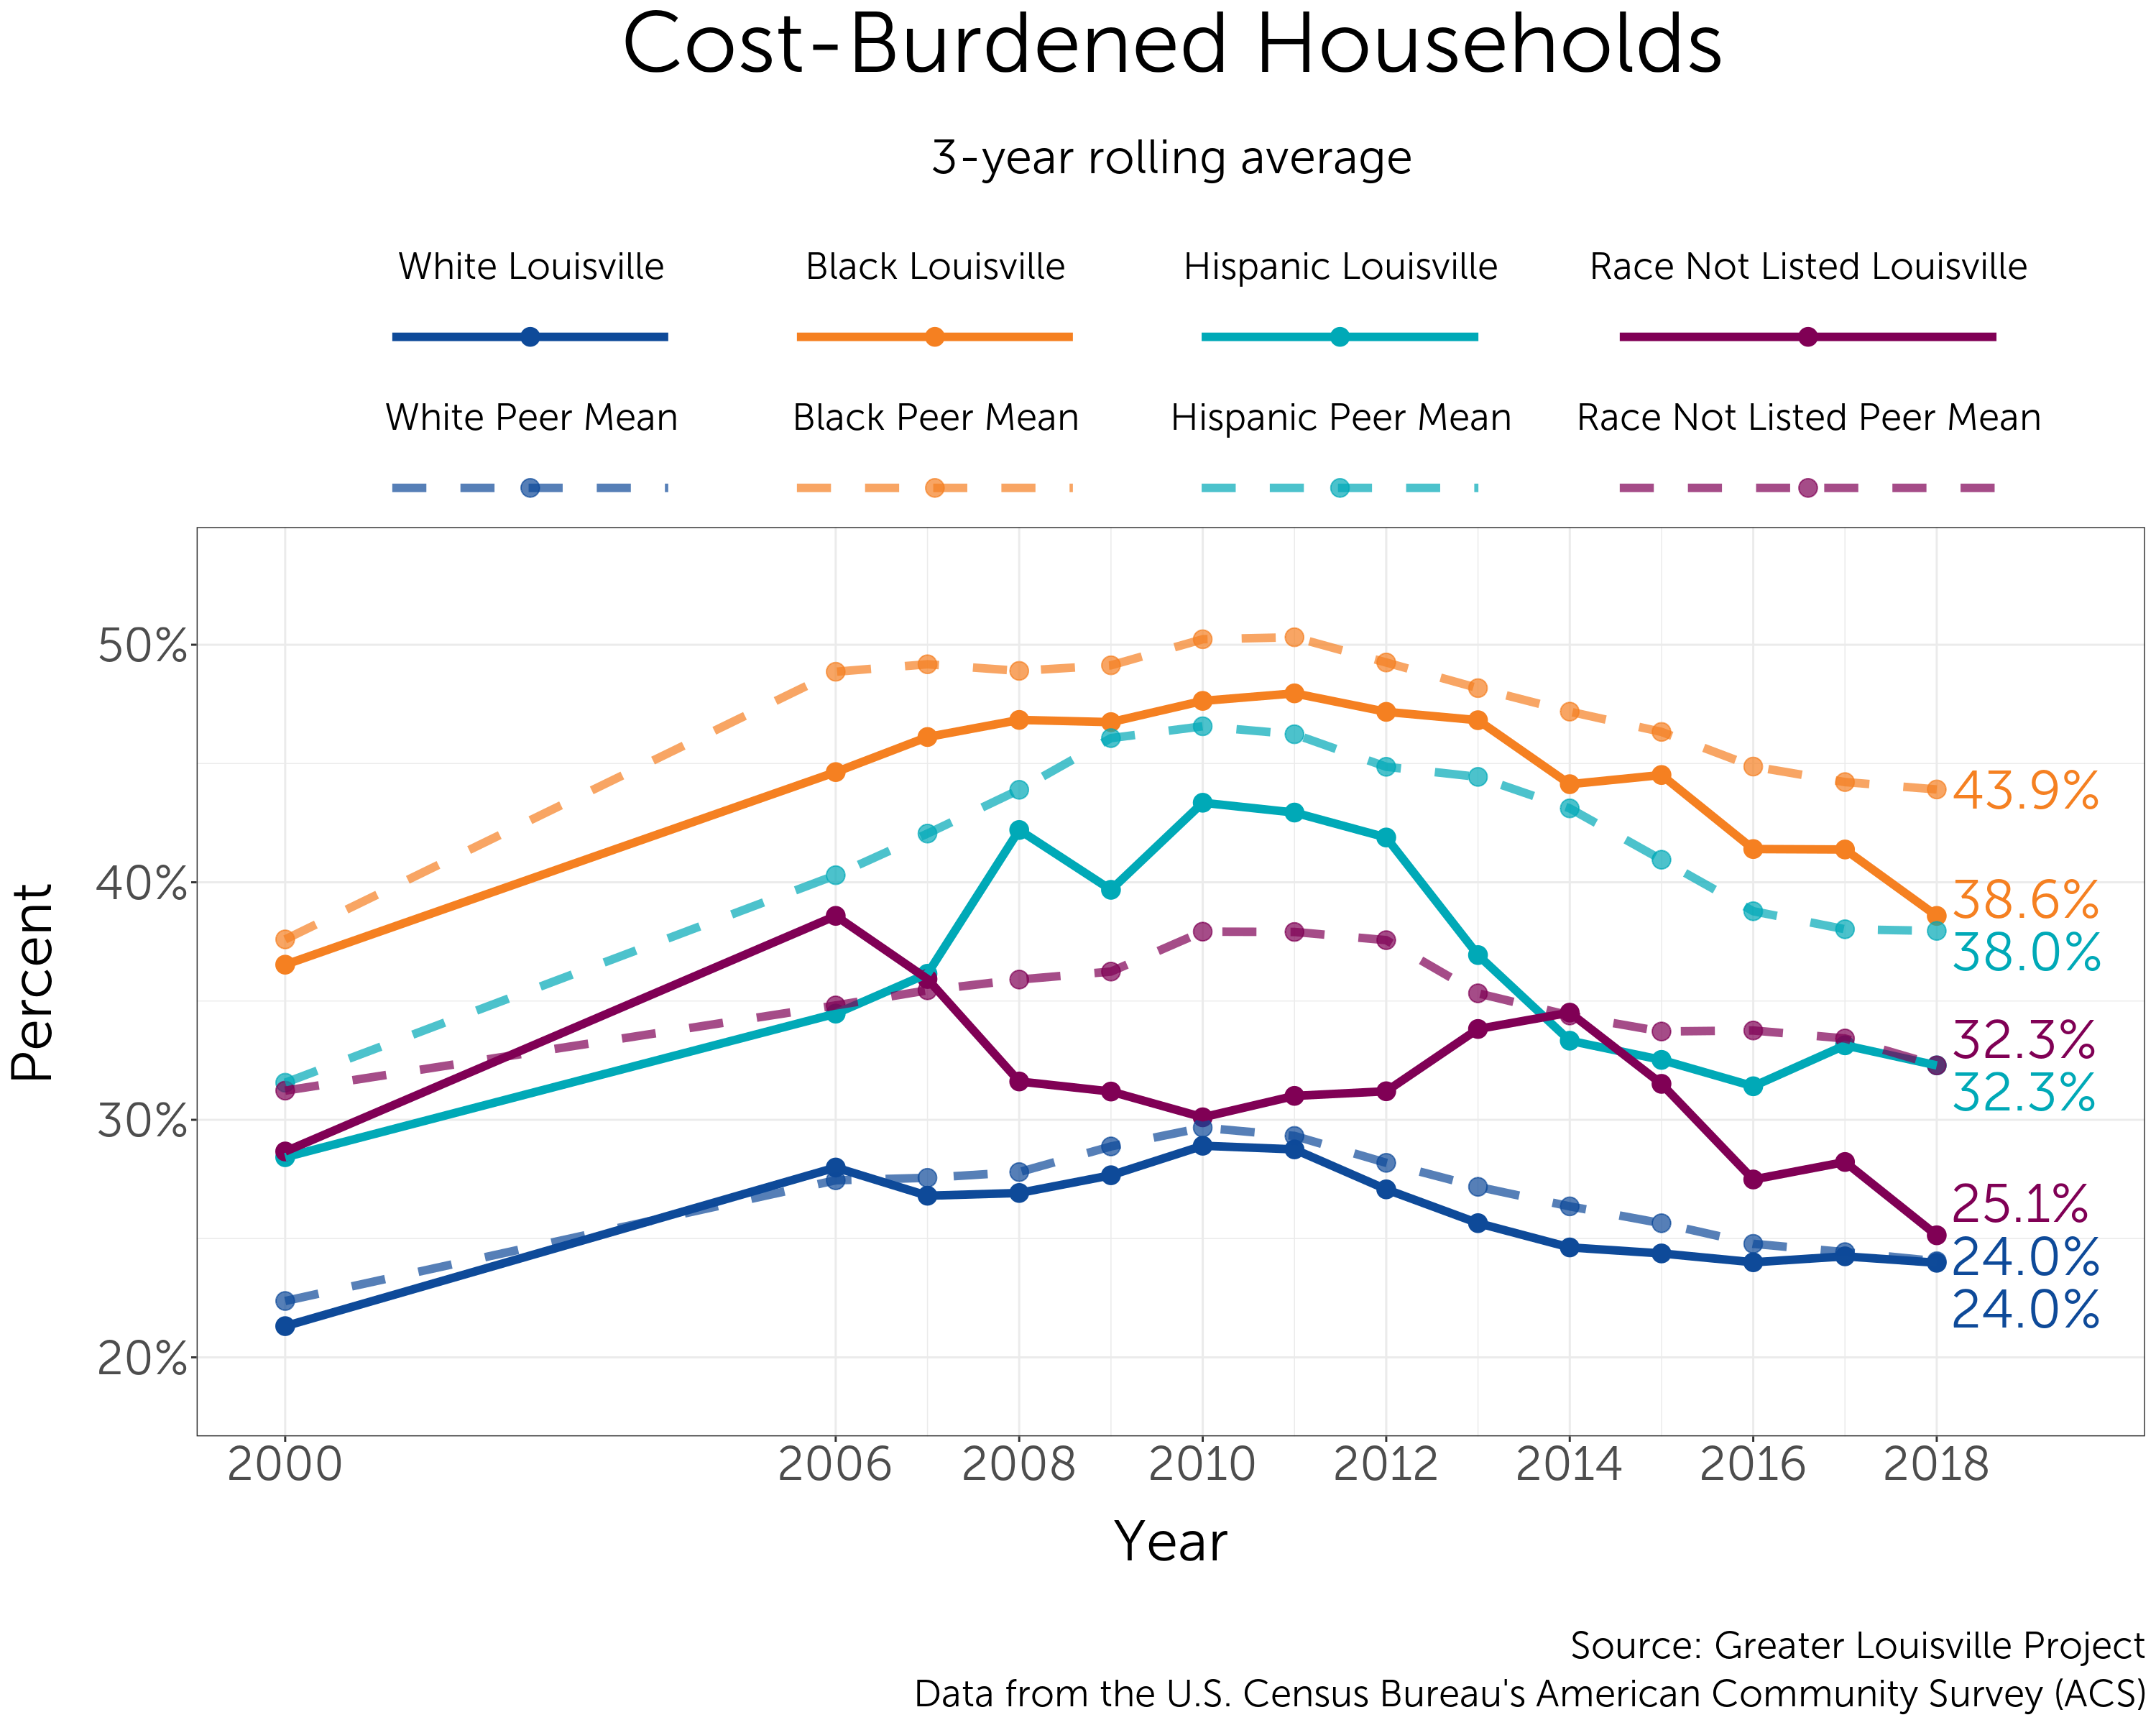 Cost-Burdened Households
3-year rolling average
White Louisville
Black Louisville
Hispanic Louisville
Race Not Listed Louisville
White Peer Mean
Black Peer Mean
Hispanic Peer Mean
Race Not Listed Peer Mean
Percent
50%
40%
30%
20%
43.9%
38.6%
38.0%
32.3%
32.3%
25.1%
24.0%
24.0%
2000
2006
2008
2010
2012
2014
2016
2018
Year
Source: Greater Louisville Project
Data from the U.S. Census Bureau's American Community Survey (ACS)